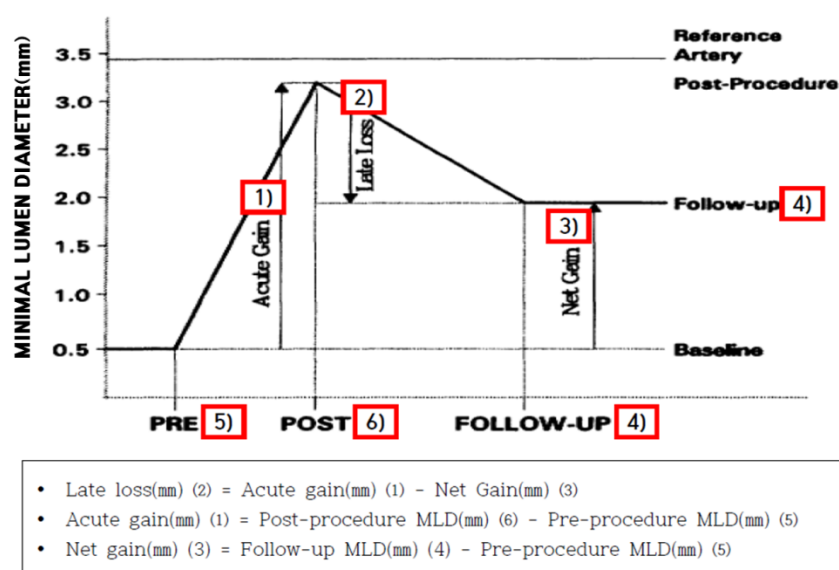 Reference
Artery
Post-Procedure
3.5
3.0
2.5
2.0
1.5
1.0
0.5
MINIMAL LUMEN DIAMETER(mm)
1)
Acute Gain
2)
Late Loss
3)
Net Gain
Follow-up 4)
Baseline
PRE 5) POST 6) FOLLOW-UP 4)
• Late loss(mm) (2) = Acute gain(mm) (1) - Net Gain(mm) (3)
• Acute gain(mm) (1) = Post-procedure MLD(mm) (6) - Pre-procedure MLD(mm) (5)
• Net gain(mm) (3) = Follow-up MLD(mm) (4) - Pre-procedure MLD(mm) (5)